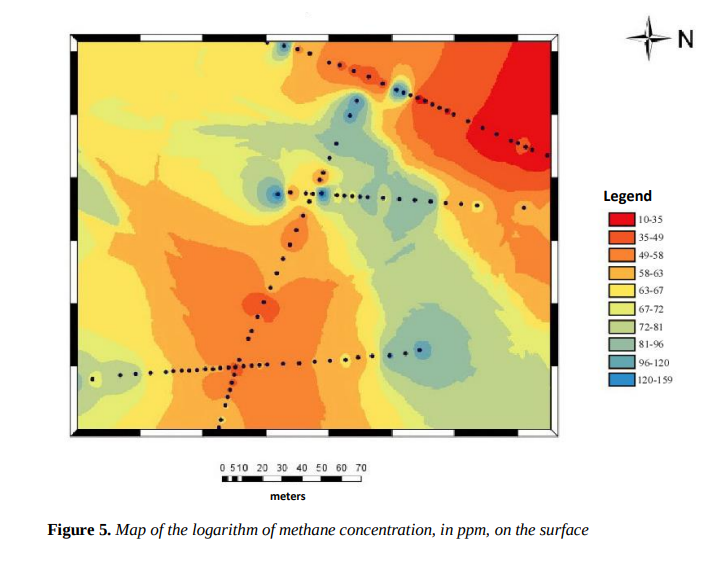 N
Legend
10-35
35-49
49-58
58-63
63-67
67-72
72-81
81-96
96-120
120-159
0 510 20 30 40 50 60 70
meters
Figure 5. Map of the logarithm of methane concentration, in ppm, on the surface